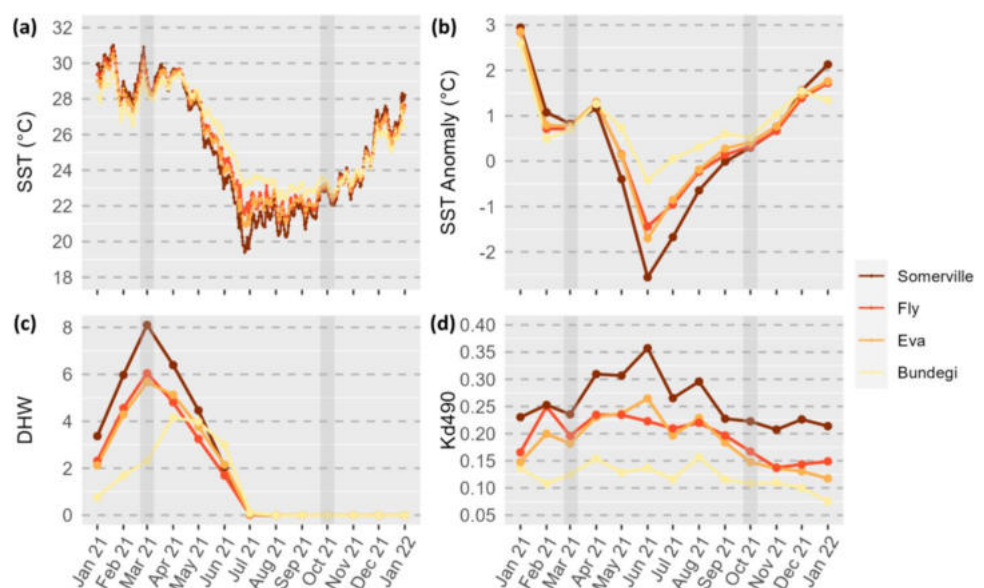 (a)
32
30
28
26
24
22
20
18
SST (°C)
(b)
3
2
1
0
-1
-2
SST Anomaly (°C)
Somerville
Fly
Eva
Bundegi
(c)
8
6
4
2
0
DHW
Jan 21
Feb 21
Mar 21
Apr 21
May 21
Jun 21
Jul 21
Aug 21
Sep 21
Oct 21
Nov 21
Dec 21
Jan 22
(d)
0.40
0.35
0.30
0.25
0.20
0.15
0.10
0.05
Kd490
Jan 21
Feb 21
Mar 21
Apr 21
May 21
Jun 21
Jul 21
Aug 21
Sep 21
Oct 21
Nov 21
Dec 21
Jan 22